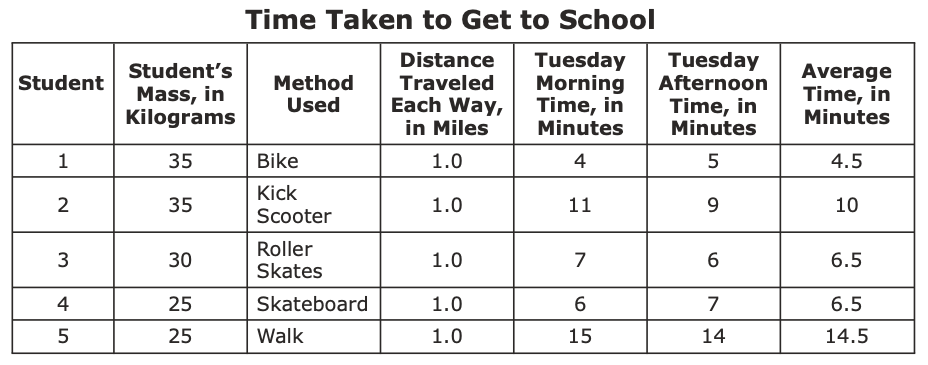 Time Taken to Get to School
Student
Student's
Mass, in
Kilograms
Method
Used
Distance
Traveled
Each Way,
in Miles
Tuesday
Morning
Time, in
Minutes
Tuesday
Afternoon
Time, in
Minutes
Average
Time, in
Minutes
1 35 Bike 1.0 4 5 4.5
2 35 Kick
Scooter 1.0 11 9 10
3 30 Roller
Skates 1.0 7 6 6.5
4 25 Skateboard 1.0 6 7 6.5
5 25 Walk 1.0 15 14 14.5